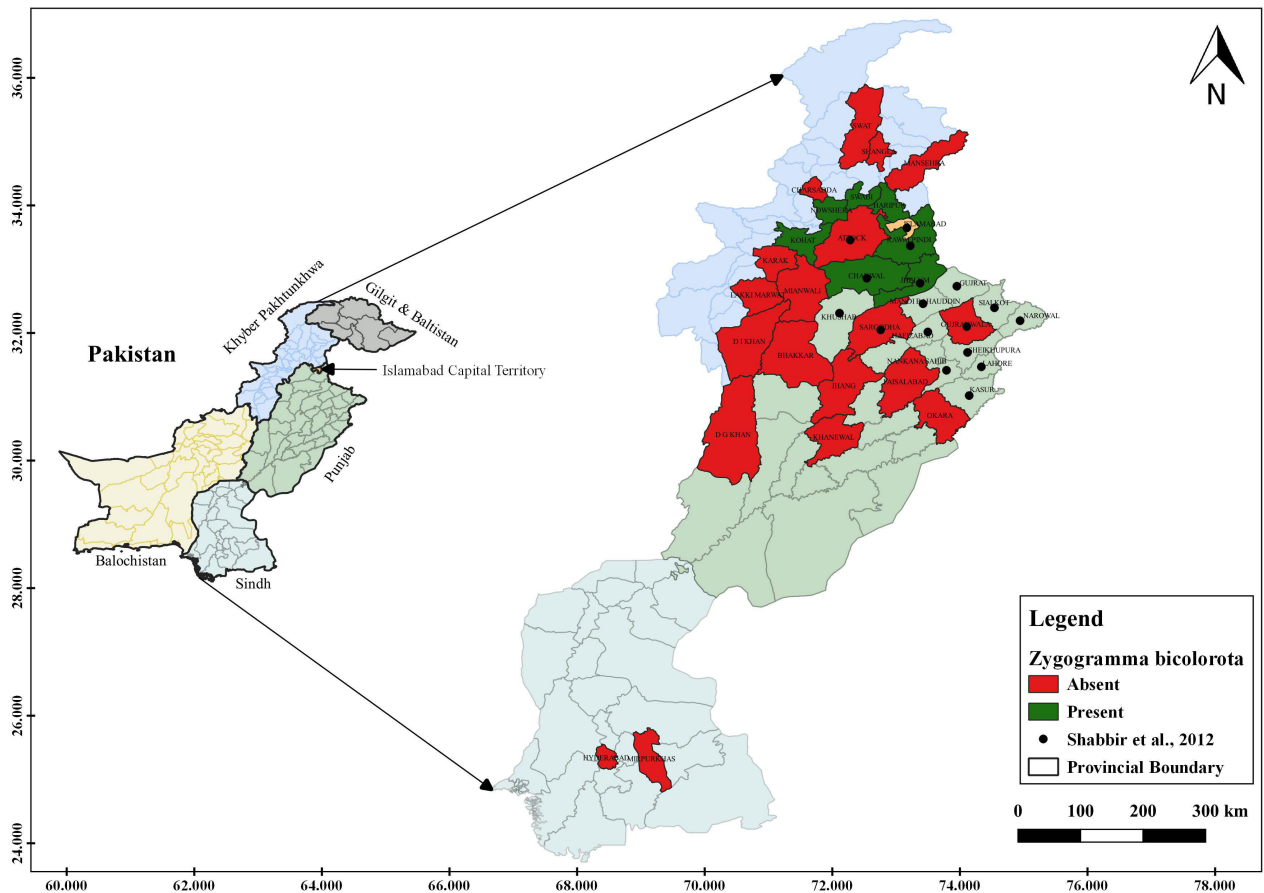 36.000
34.000
32.000
30.000
28.000
26.000
24.000
60.000
62.000
64.000
66.000
68.000
70.000
72.000
74.000
76.000
78.000
N
Pakistan
Khyber Pakhtunkhwa
Gilgit & Baltistan
Islamabad Capital Territory
Punjab
Balochistan
Sindh
SWAT
SHANGLA
MANSEHRA
CHARSADDA
SWABI
HARIPUR
NOWSHERA
ISLAMABAD
KOHAT
ATTOCK
RAWALPINDI
KARAK
CHAKWAL
JHELUM
GUJRAT
LAKKI MARWAT
MIANWALI
MANDI BAHAUDDIN
SIALKOT
KHUSHAB
SARGODHA
HAFIZABAD
GUJRANWALA
NAROWAL
D I KHAN
BHAKKAR
SHEIKHUPURA
NANKANA SAHIB
LAHORE
JHANG
FAISALABAD
KASUR
OKARA
D G KHAN
KHANEWAL
HYDERABAD
MIRPURKHAS
Legend
Zygogramma bicolorota
Absent
Present
Shabbir et al., 2012
Provincial Boundary
0 100 200 300 km